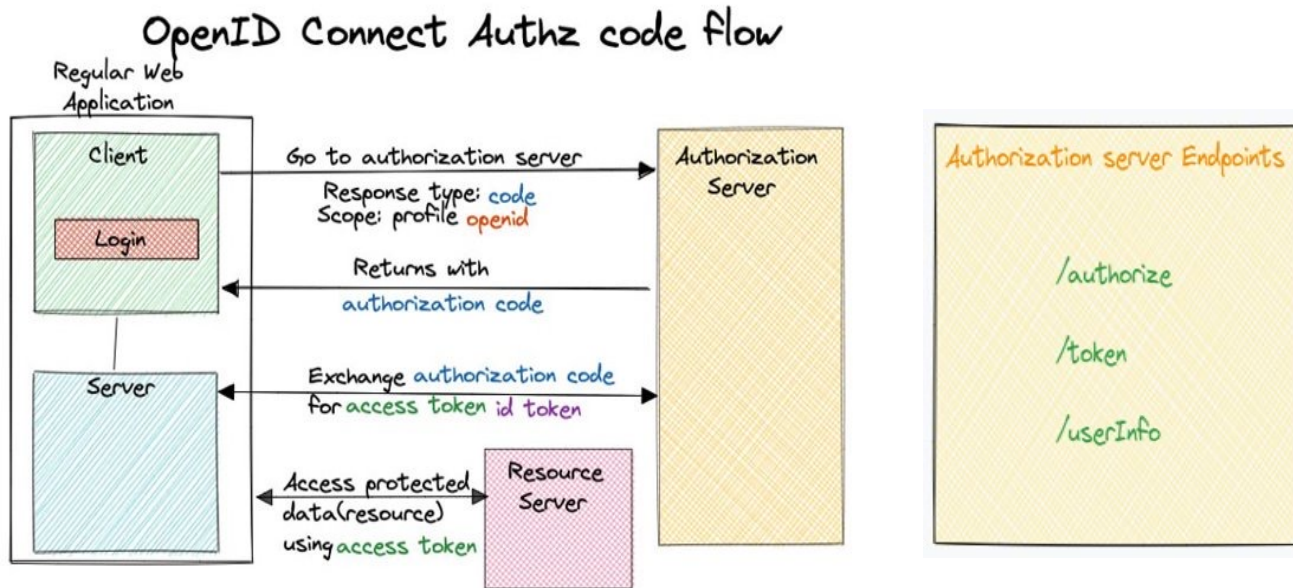 OpenID Connect Authz code flow
Regular Web
Application
Client
Login
Server
Go to authorization server
Response type: code
Scope: profile openid
Returns with
authorization code
Exchange authorization code
for access token id token
Access protected
data(resource)
using access token
Resource
Server
Authorization
Server
Authorization server Endpoints
/authorize
/token
/userInfo